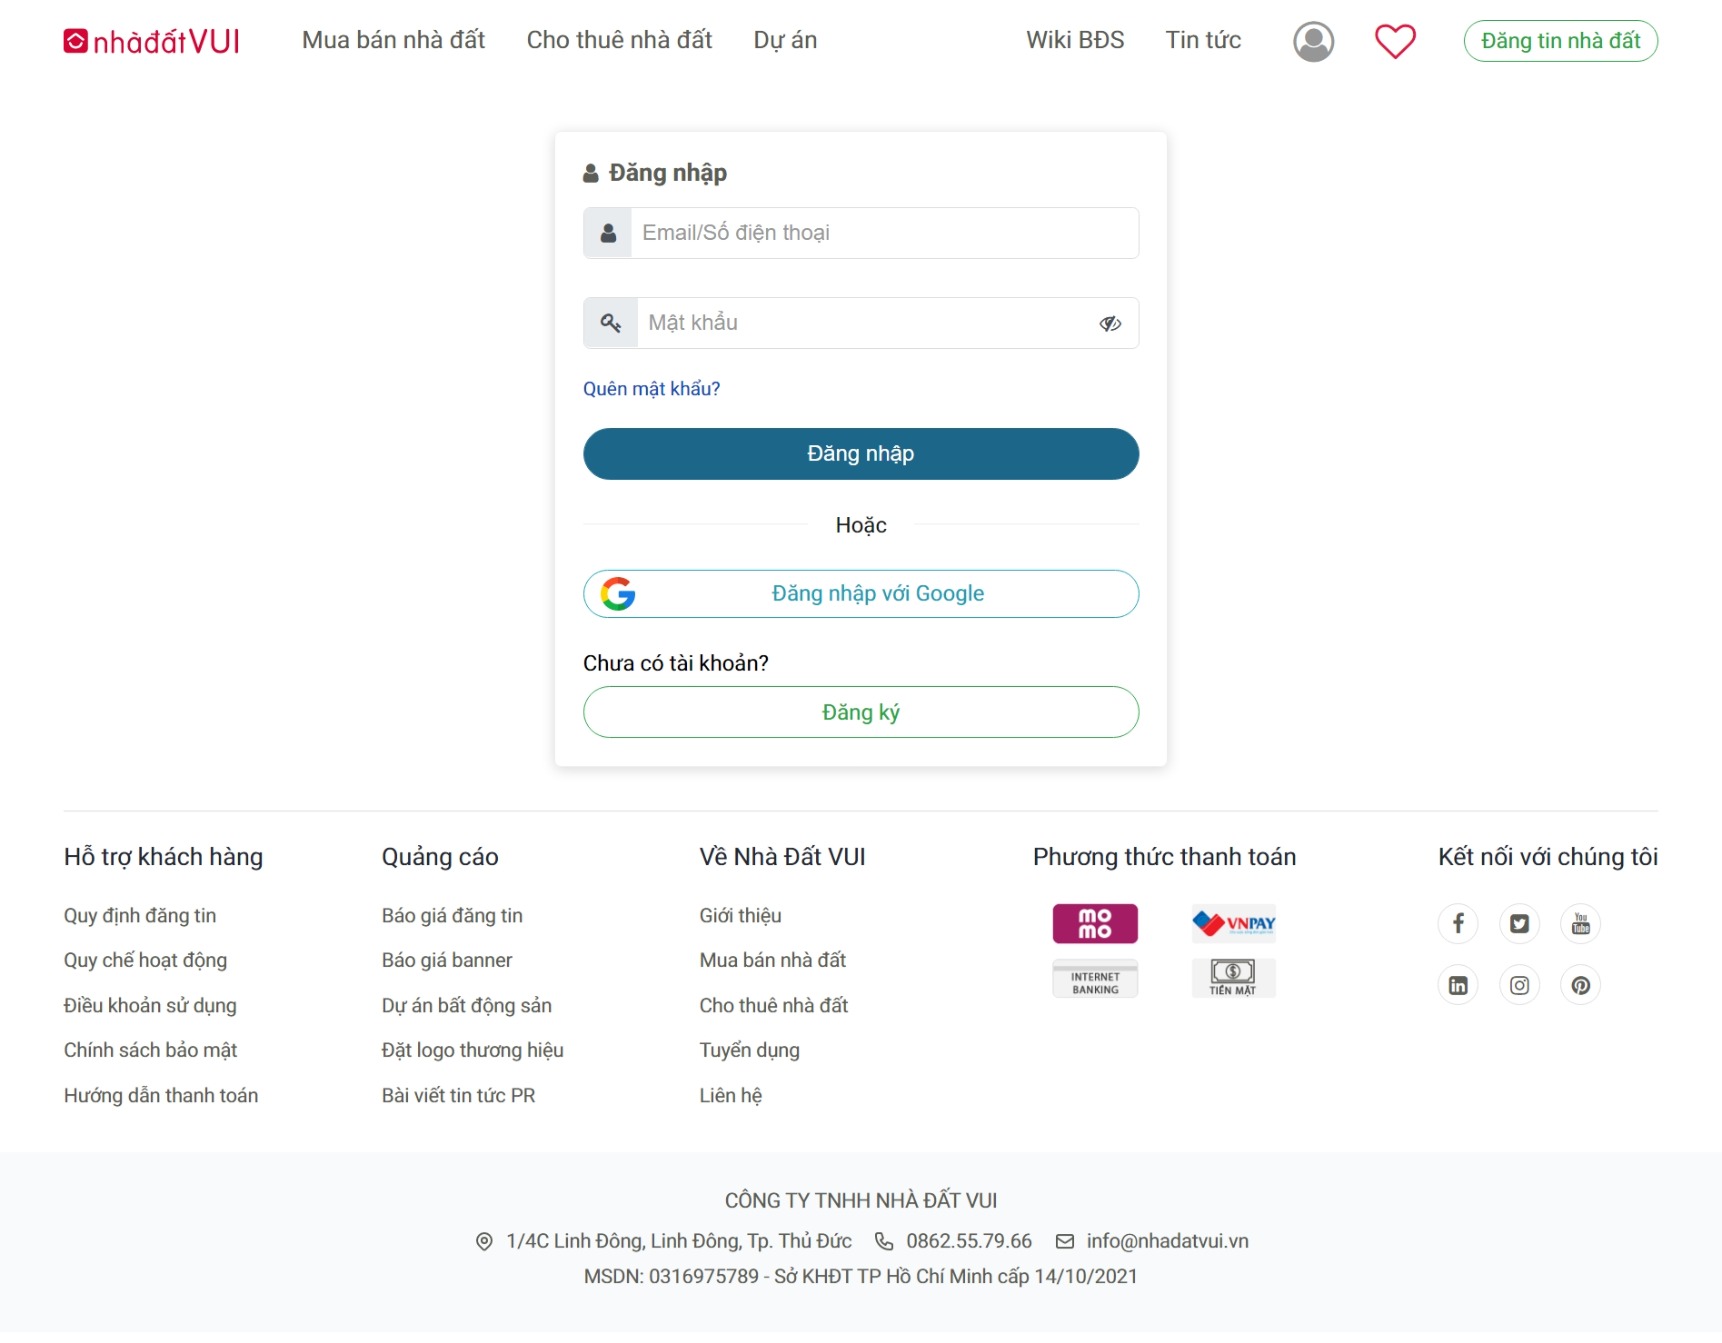 nhàđấtVUI
Mua bán nhà đất
Cho thuê nhà đất
Dự án
Wiki BĐS
Tin tức
Đăng tin nhà đất
Đăng nhập
Email/Số điện thoại
Mật khẩu
Quên mật khẩu?
Đăng nhập
Hoặc
Đăng nhập với Google
Chưa có tài khoản?
Đăng ký
Hỗ trợ khách hàng
Quy định đăng tin
Quy chế hoạt động
Điều khoản sử dụng
Chính sách bảo mật
Hướng dẫn thanh toán
Quảng cáo
Báo giá đăng tin
Báo giá banner
Dự án bất động sản
Đặt logo thương hiệu
Bài viết tin tức PR
Về Nhà Đất VUI
Giới thiệu
Mua bán nhà đất
Cho thuê nhà đất
Tuyển dụng
Liên hệ
Phương thức thanh toán
MO
MO
VNPAY
INTERNET
BANKING
TIỀN MẶT
Kết nối với chúng tôi
You
Tube
CÔNG TY TNHH NHÀ ĐẤT VUI
1/4C Linh Đông, Linh Đông, Tp. Thủ Đức 0862.55.79.66 info@nhadatvui.vn
MSDN: 0316975789 - Sở KHĐT TP Hồ Chí Minh cấp 14/10/2021